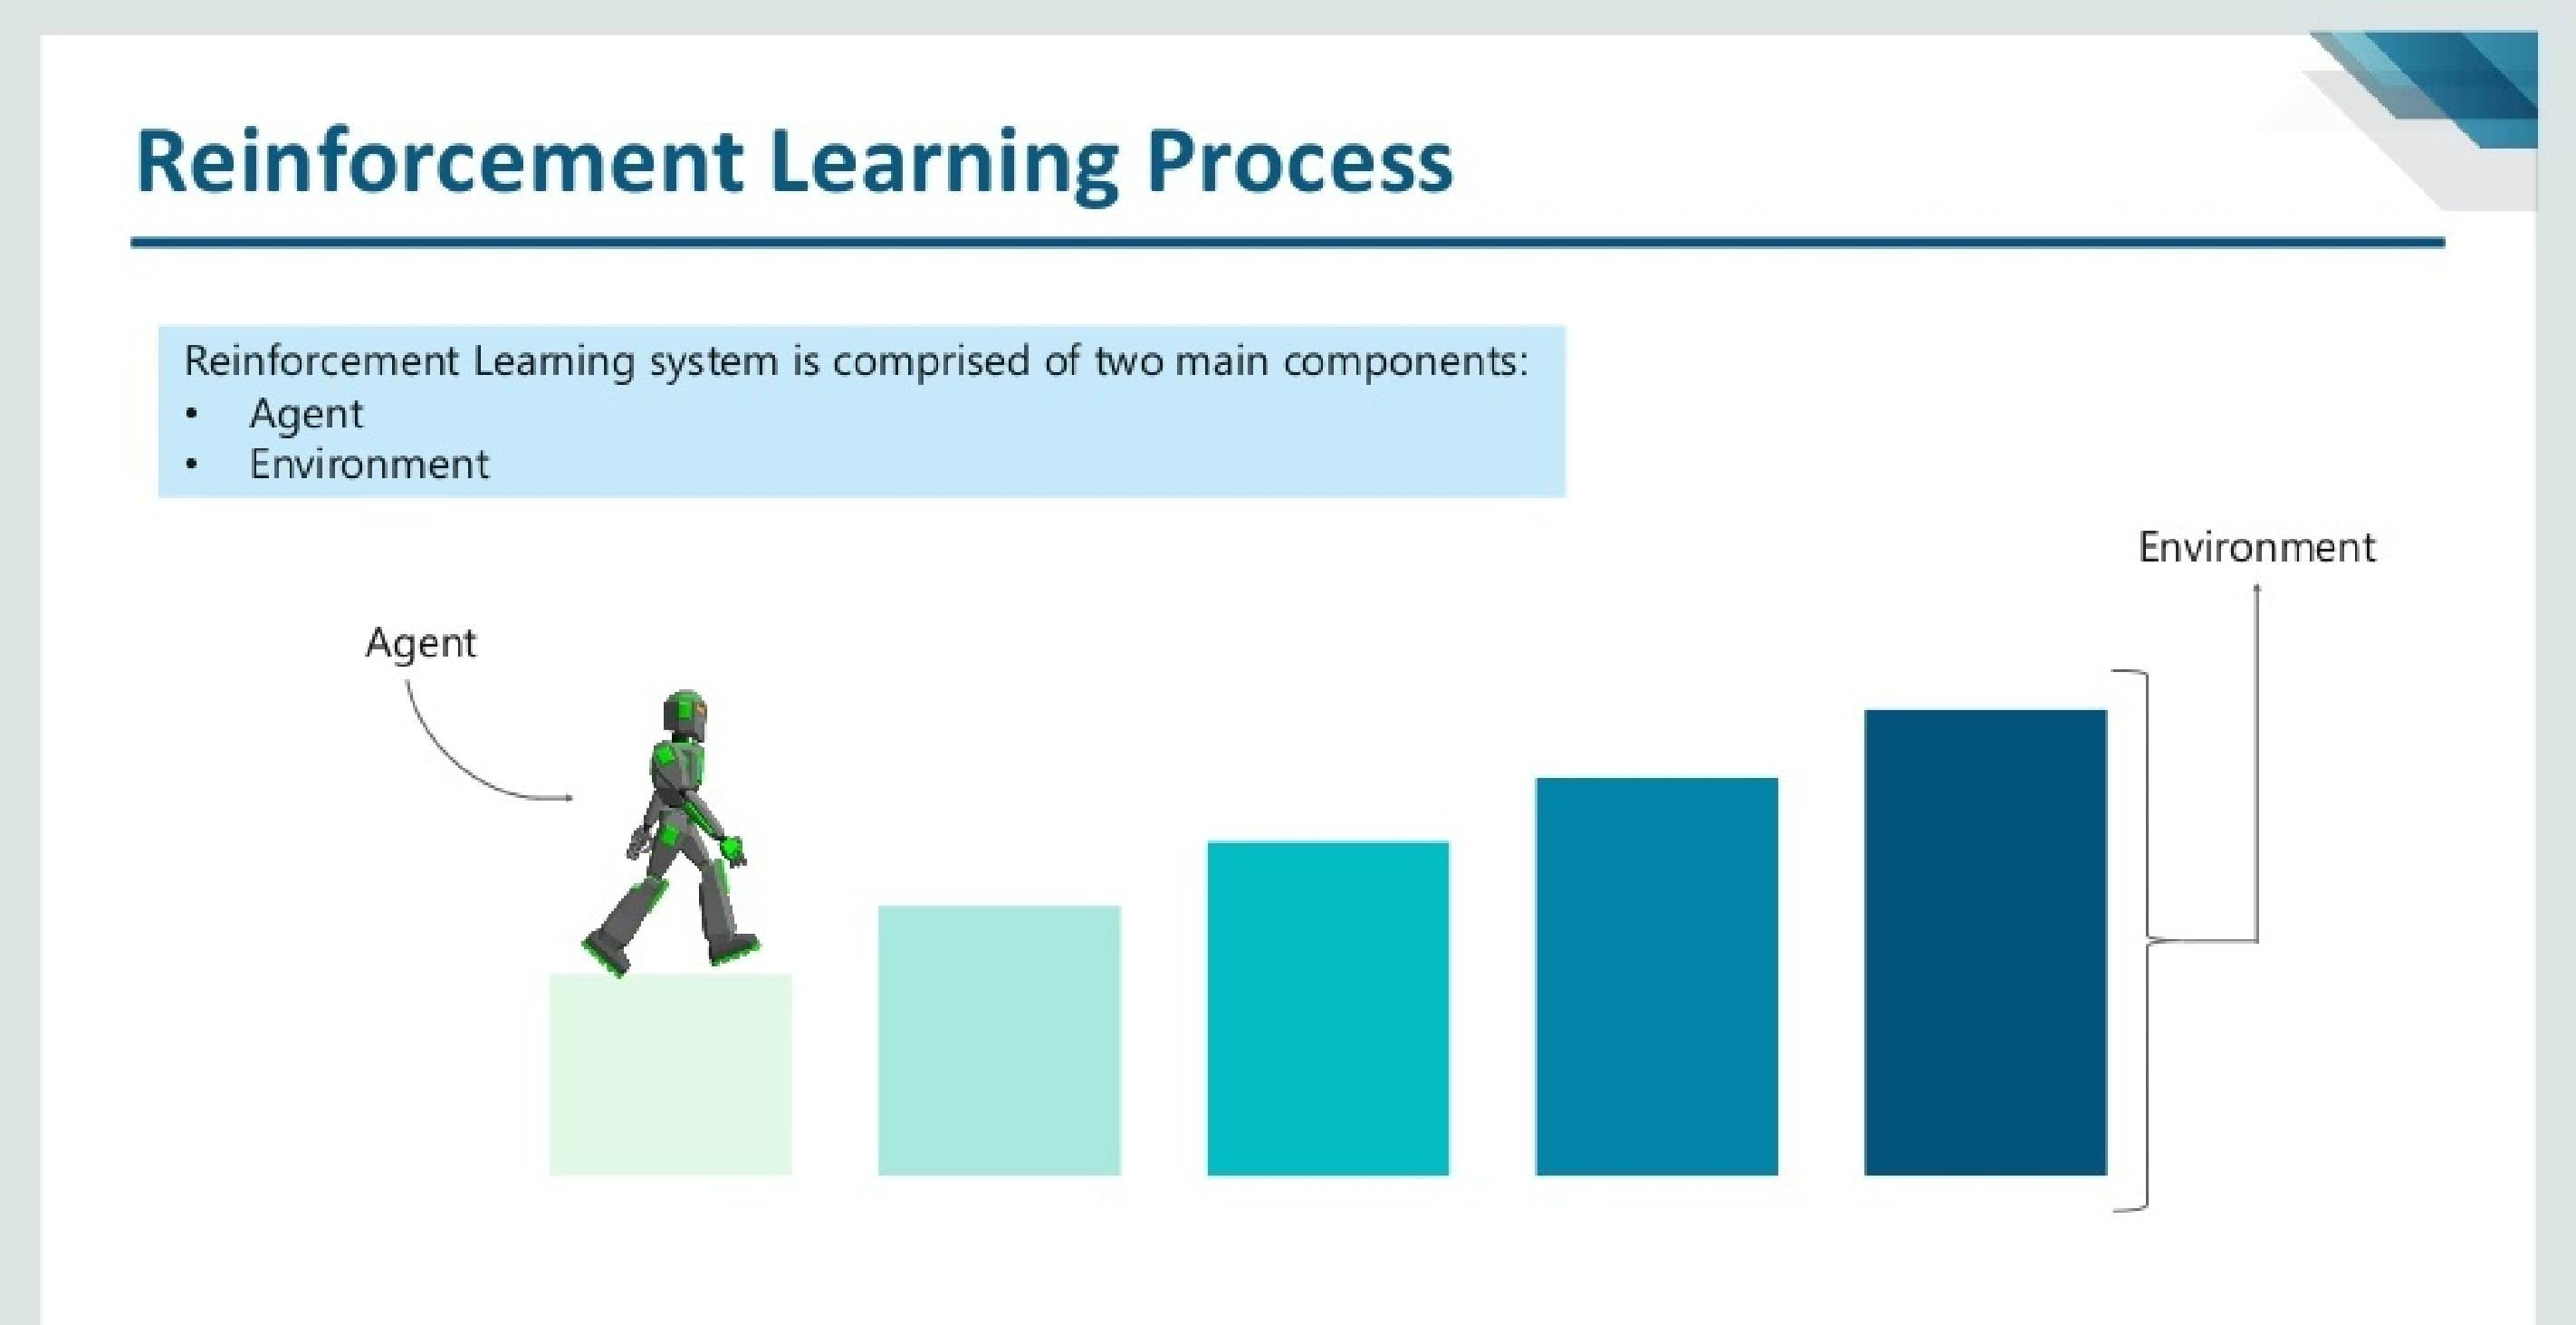 Reinforcement Learning Process
Reinforcement Learning system is comprised of two main components:
• Agent
• Environment
Environment
Agent